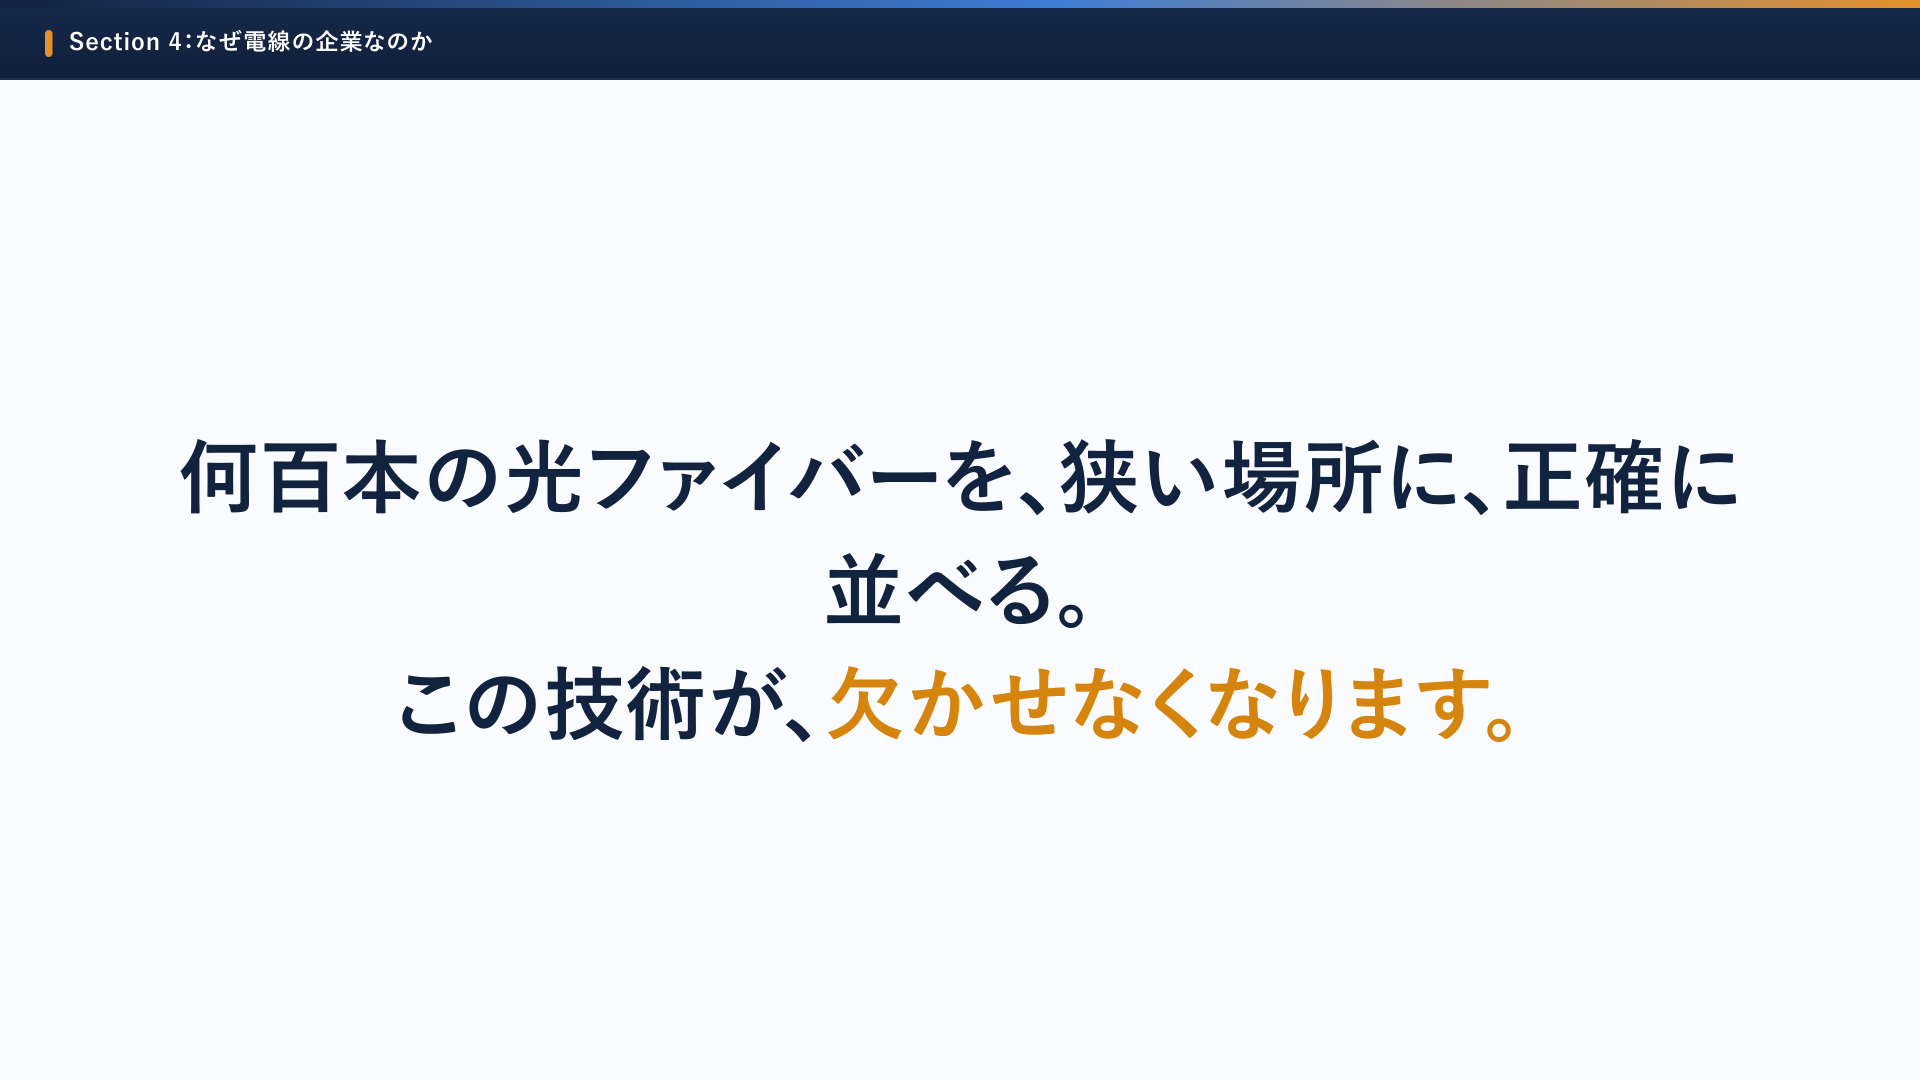 Section 4：なぜ電線の企業なのか
何百本の光ファイバーを、狭い場所に、正確に
並べる。
この技術が、欠かせなくなります。